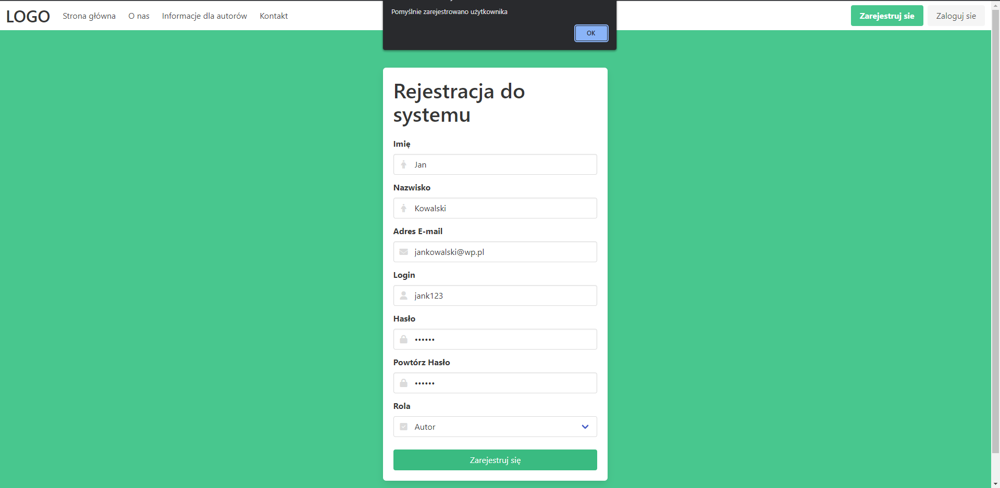 Pomyślnie zarejestrowano użytkownika
OK
LOGO Strona główna O nas Informacje dla autorów Kontakt Zarejestruj sie Zaloguj sie
Rejestracja do
systemu
Imię
Jan
Nazwisko
Kowalski
Adres E-mail
jankowalski@wp.pl
Login
jank123
Hasło
••••••
Powtórz Hasło
••••••
Rola
Autor
Zarejestruj się